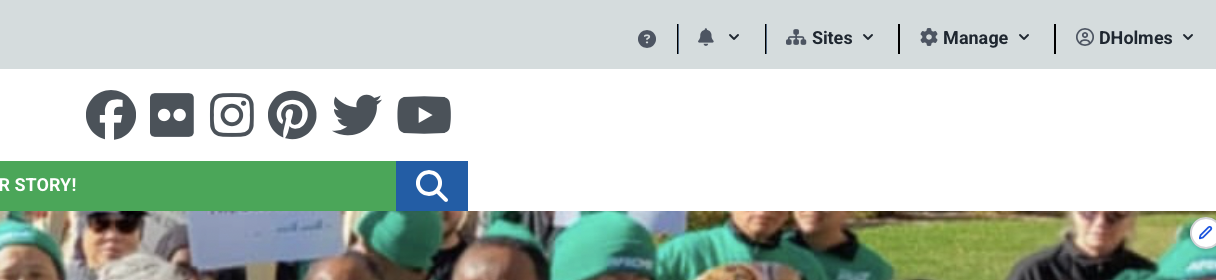 Sites
Manage
DHolmes
R STORY!